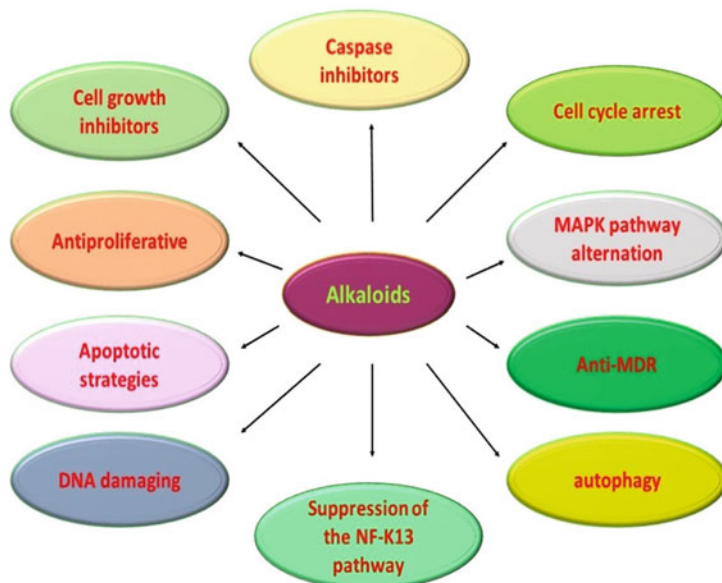 Caspase
inhibitors
Cell growth
inhibitors
Cell cycle arrest
Antiproliferative
MAPK pathway
alternation
Alkaloids
Apoptotic
strategies
Anti-MDR
DNA damaging
autophagy
Suppression of
the NF-K13
pathway